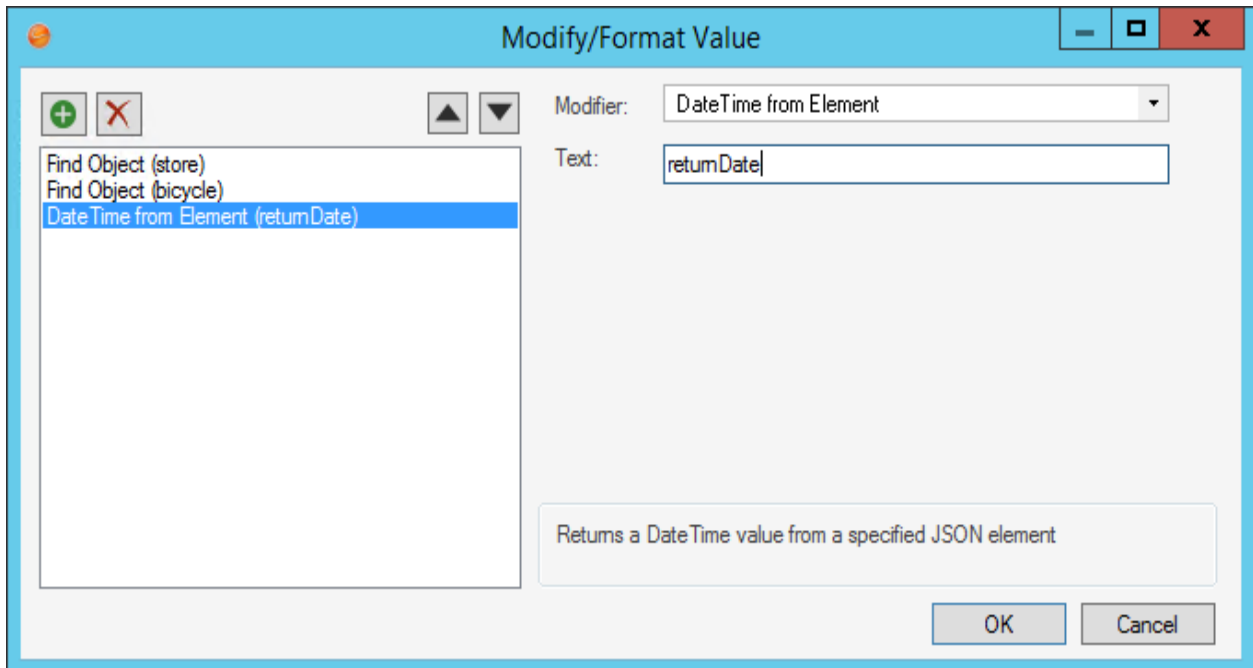 Modify/Format Value
X
Find Object (store)
Find Object (bicycle)
DateTime from Element (returnDate)
Modifier:
DateTime from Element
Text:
returnDate
Returns a DateTime value from a specified JSON element
OK
Cancel